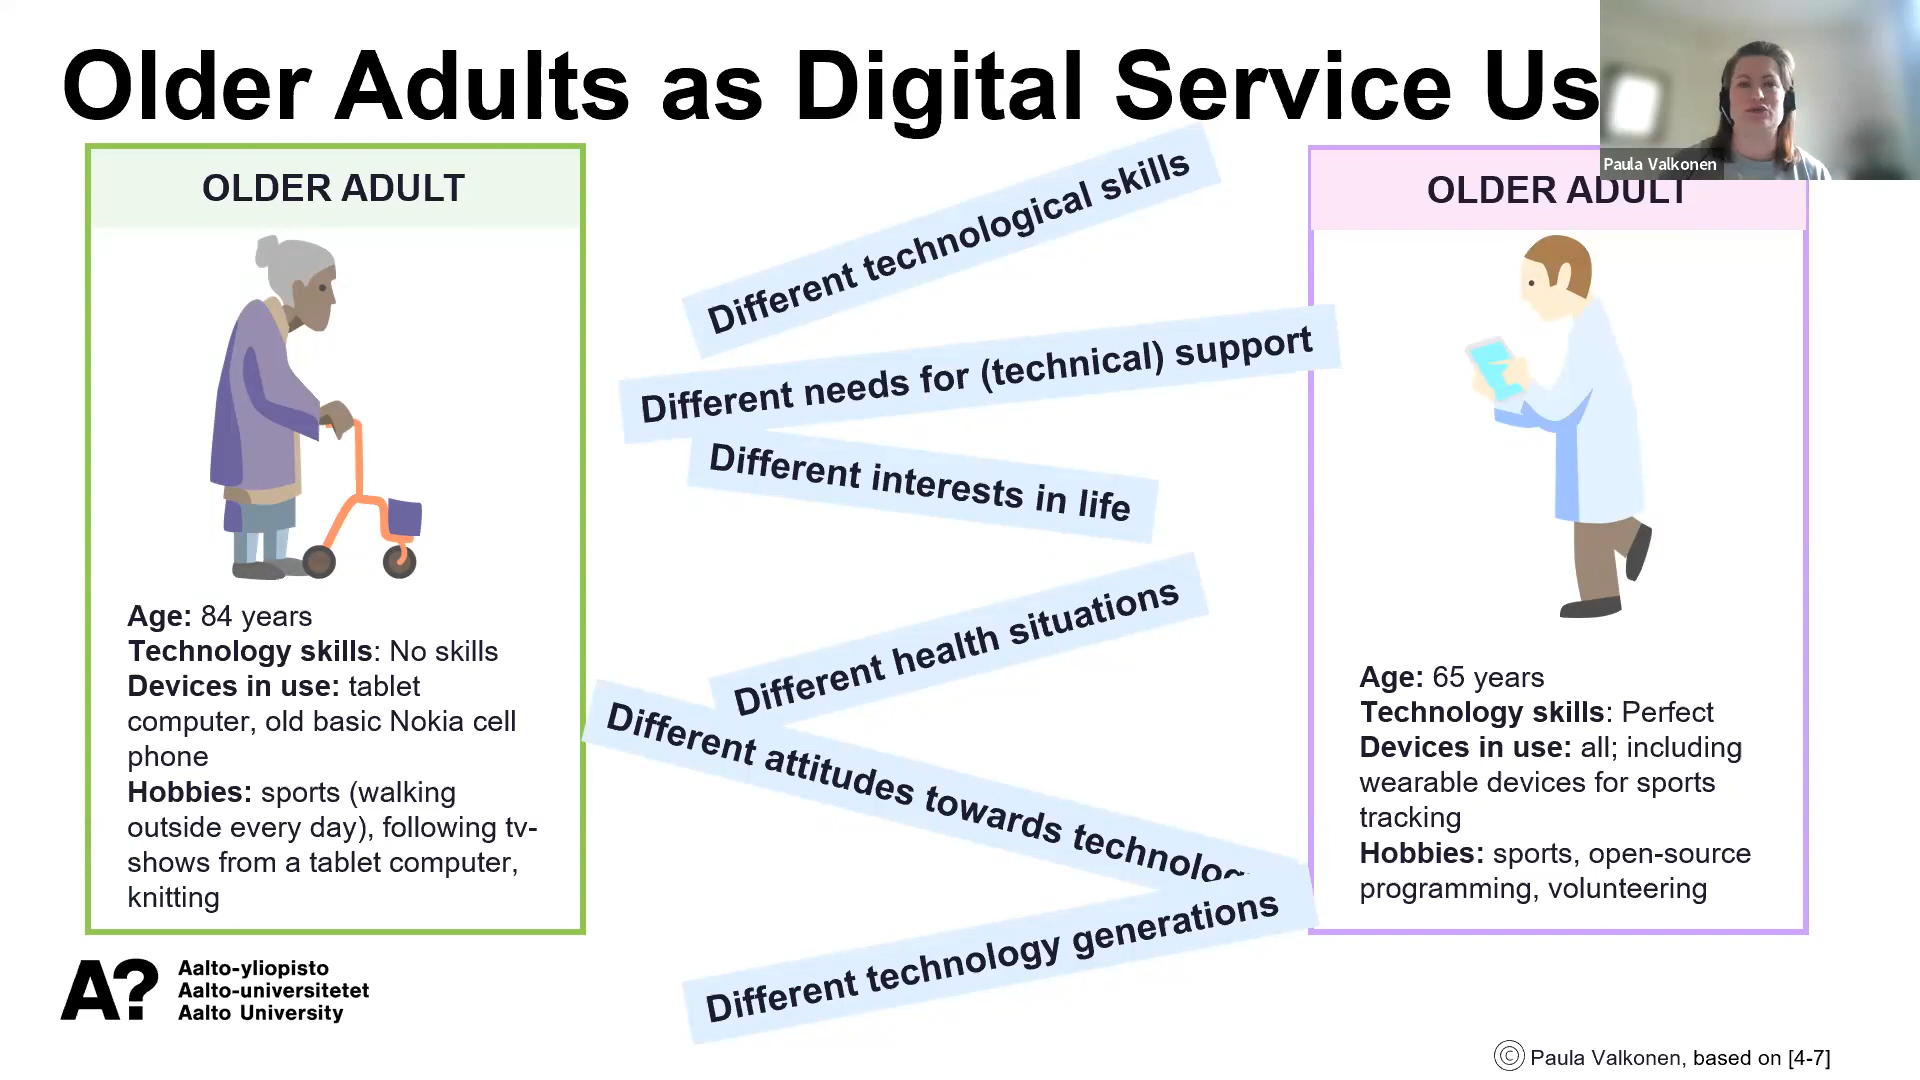 Older Adults as Digital Service Us
Paula Valkonen
OLDER ADULT
Age: 84 years
Technology skills: No skills
Devices in use: tablet
computer, old basic Nokia cell
phone
Hobbies: sports (walking
outside every day), following tv-
shows from a tablet computer,
knitting
Different technological skills
Different needs for (technical) support
Different interests in life
Different health situations
Different attitudes towards technolog
Different technology generations
OLDER ADULT
Age: 65 years
Technology skills: Perfect
Devices in use: all; including
wearable devices for sports
tracking
Hobbies: sports, open-source
programming, volunteering
A?
Aalto-yliopisto
Aalto-universitetet
Aalto University
© Paula Valkonen, based on [4-7]